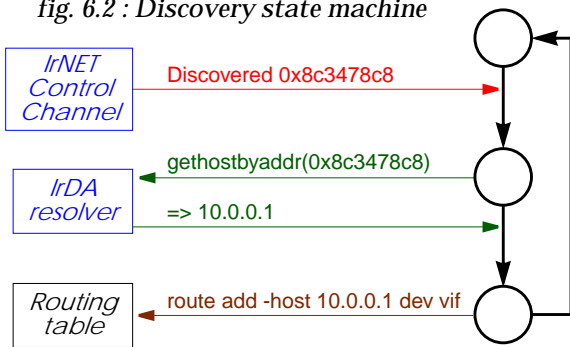 fig. 6.2 : Discovery state machine
IrNET
Control
Channel
Discovered 0x8c3478c8
gethostbyaddr(0x8c3478c8)
IrDA
resolver
=> 10.0.0.1
Routing
table
route add -host 10.0.0.1 dev vif